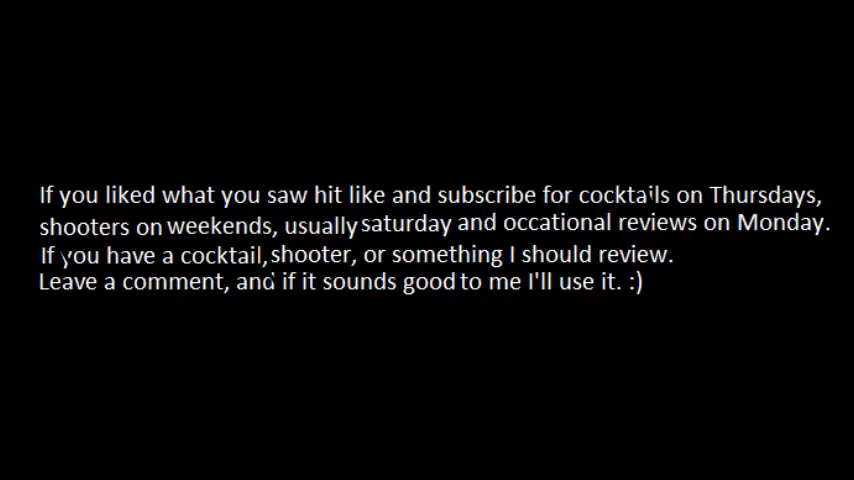 If you liked what you saw hit like and subscribe for cocktails on Thursdays,
shooters on weekends, usually saturday and occational reviews on Monday.
If you have a cocktail, shooter, or something I should review.
Leave a comment, and if it sounds good to me I'll use it. :)